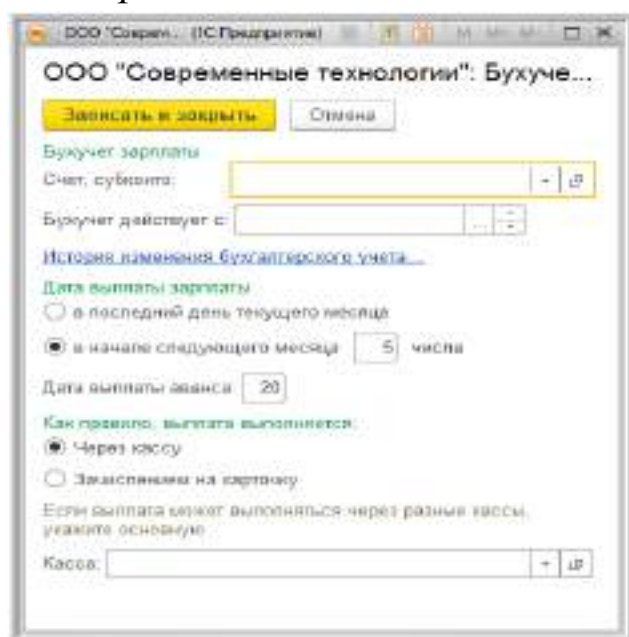 ООО "Соврем... (1С:Предприятие) M M+ M-
ООО "Современные технологии": Бухуче...
Записать и закрыть Отмена
Бухучет зарплаты
Счет, субконто:
Бухучет действует с: ...
История изменения бухгалтерского учета...
Дата выплаты зарплаты
в последний день текущего месяца
в начале следующего месяца 5 числа
Дата выплаты аванса 20
Как правило, выплата выполняется:
Через кассу
Зачислением на карточку
Если выплата может выполняться через разные кассы,
укажите основную
Касса: